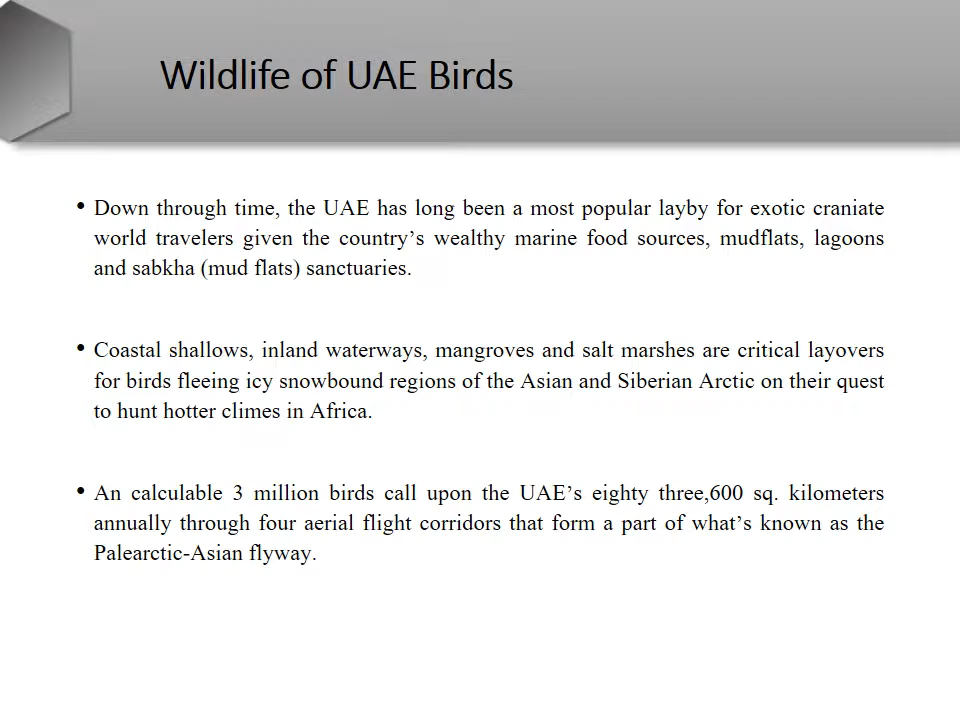 Wildlife of UAE Birds
• Down through time, the UAE has long been a most popular layby for exotic craniate
world travelers given the country’s wealthy marine food sources, mudflats, lagoons
and sabkha (mud flats) sanctuaries.
• Coastal shallows, inland waterways, mangroves and salt marshes are critical layovers
for birds fleeing icy snowbound regions of the Asian and Siberian Arctic on their quest
to hunt hotter climes in Africa.
• An calculable 3 million birds call upon the UAE’s eighty three,600 sq. kilometers
annually through four aerial flight corridors that form a part of what’s known as the
Palearctic-Asian flyway.